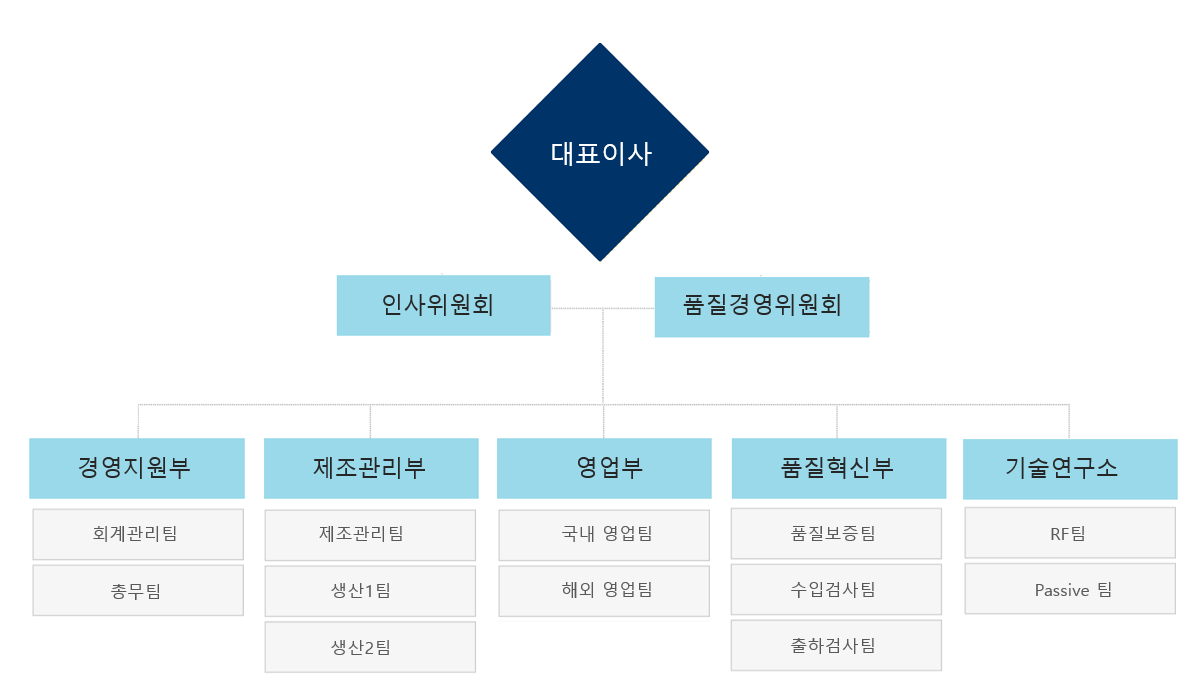 대표이사
인사위원회
품질경영위원회
경영지원부
제조관리부
영업부
품질혁신부
기술연구소
회계관리팀
총무팀
제조관리팀
생산1팀
생산2팀
국내 영업팀
해외 영업팀
품질보증팀
수입검사팀
출하검사팀
RF팀
Passive 팀